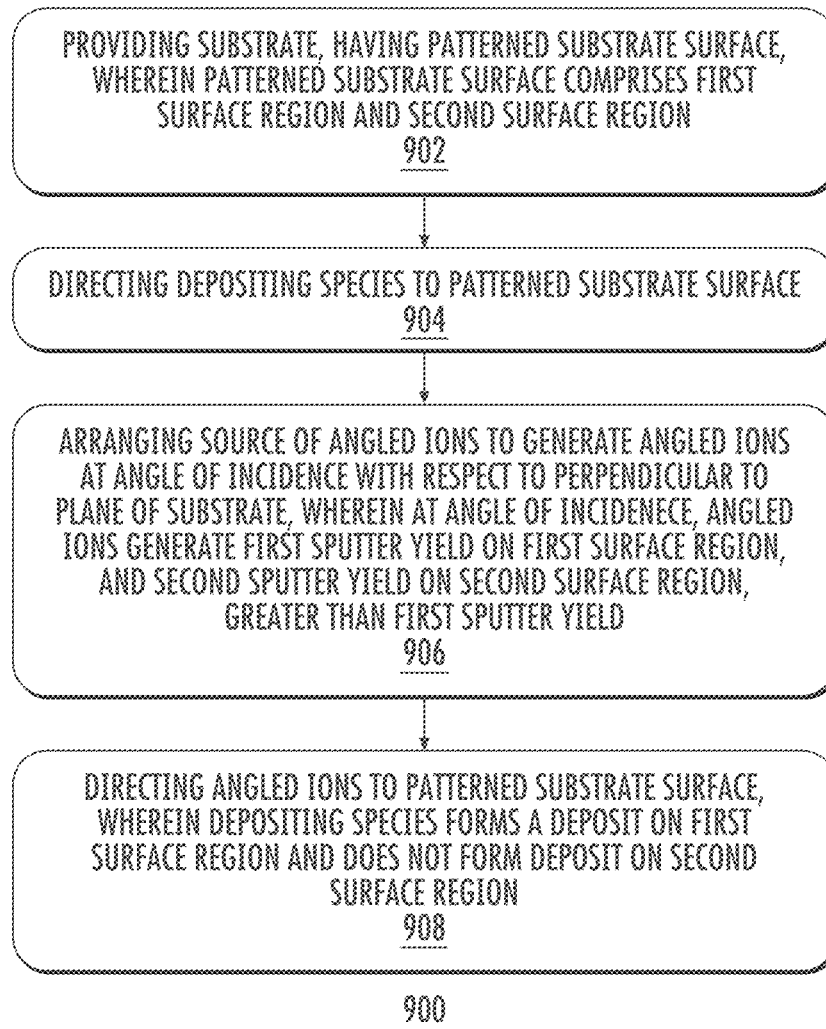 PROVIDING SUBSTRATE, HAVING PATTERNED SUBSTRATE SURFACE,
WHEREIN PATTERNED SUBSTRATE SURFACE COMPRISES FIRST
SURFACE REGION AND SECOND SURFACE REGION
902
DIRECTING DEPOSITING SPECIES TO PATTERNED SUBSTRATE SURFACE
904
ARRANGING SOURCE OF ANGLED IONS TO GENERATE ANGLED IONS
AT ANGLE OF INCIDENCE WITH RESPECT TO PERPENDICULAR TO
PLANE OF SUBSTRATE, WHEREIN AT ANGLE OF INCIDENECE, ANGLED
IONS GENERATE FIRST SPUTTER YIELD ON FIRST SURFACE REGION,
AND SECOND SPUTTER YIELD ON SECOND SURFACE REGION,
GREATER THAN FIRST SPUTTER YIELD
906
DIRECTING ANGLED IONS TO PATTERNED SUBSTRATE SURFACE,
WHEREIN DEPOSITING SPECIES FORMS A DEPOSIT ON FIRST
SURFACE REGION AND DOES NOT FORM DEPOSIT ON SECOND
SURFACE REGION
908
900